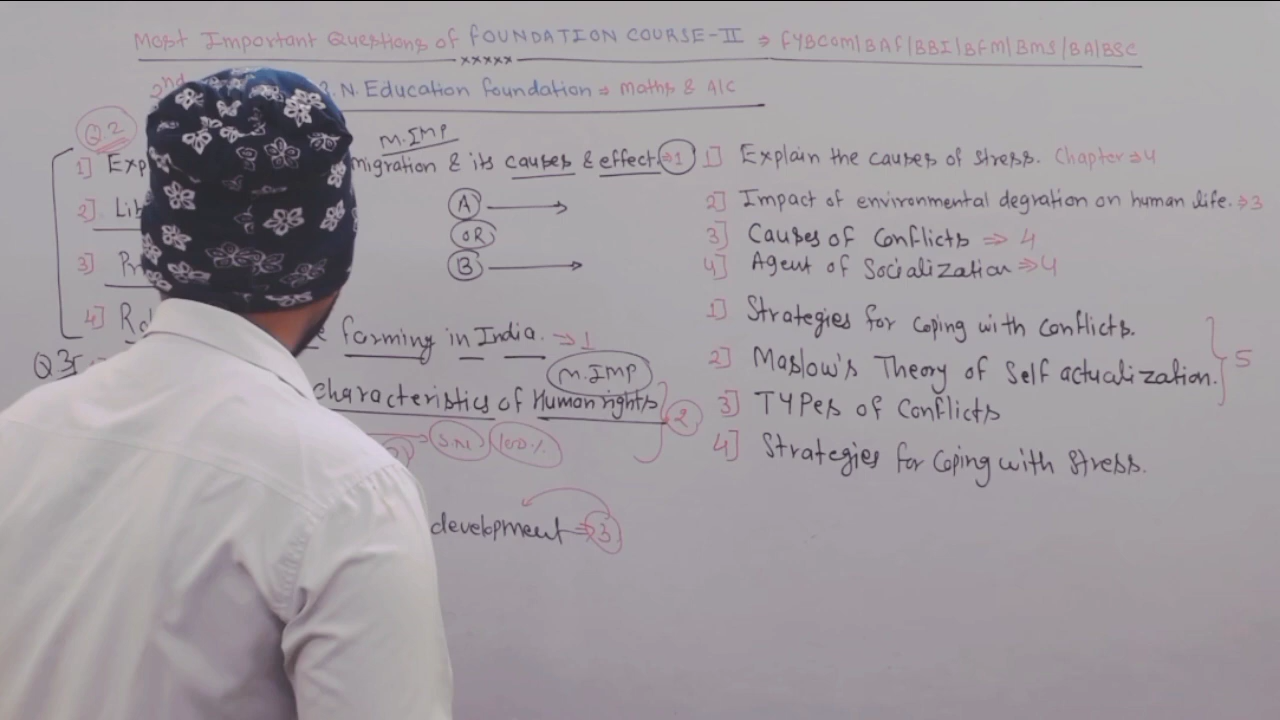 Most Important Questions of FOUNDATION COURSE-II ⇒ FYBCOM/BAF/BBI/BFM/BMS/BA/BSC
xxxxx
2nd
.N. Education foundation ⇒ maths & A/C
Q.2
M.IMP
1] Exp
migration & its causes & effect ⇒ 1
2] Lib
A →
OR
3] Pr
B →
4] Ro
farming in India. ⇒ 1
Q3
M.IMP
characteristics of Human rights
2
S.N 100%
development ⇒ 3
1] Explain the causes of stress. Chapter ⇒ 4
2] Impact of environmental degration on human life. ⇒ 3
3] Causes of Conflicts ⇒ 4
4] Agent of Socialization ⇒ 4
1] Strategies for Coping with Conflicts.
2] Maslow's Theory of Self actualization.
5
3] TYPes of Conflicts
4] Strategies for Coping with Stress.